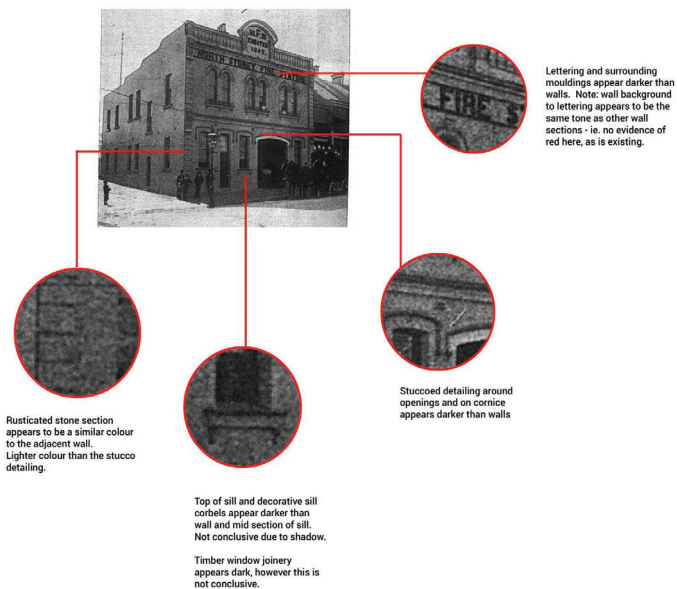 M.F.B
ERECTED
NORTH SYDNEY FIRE STATION
FIRE S
Lettering and surrounding
mouldings appear darker than
walls.  Note: wall background
to lettering appears to be the
same tone as other wall
sections - ie. no evidence of
red here, as is existing.
Stuccoed detailing around
openings and on cornice
appears darker than walls
Rusticated stone section
appears to be a similar colour
to the adjacent wall.
Lighter colour than the stucco
detailing.
Top of sill and decorative sill
corbels appear darker than
wall and mid section of sill.
Not conclusive due to shadow.
Timber window joinery
appears dark, however this is
not conclusive.